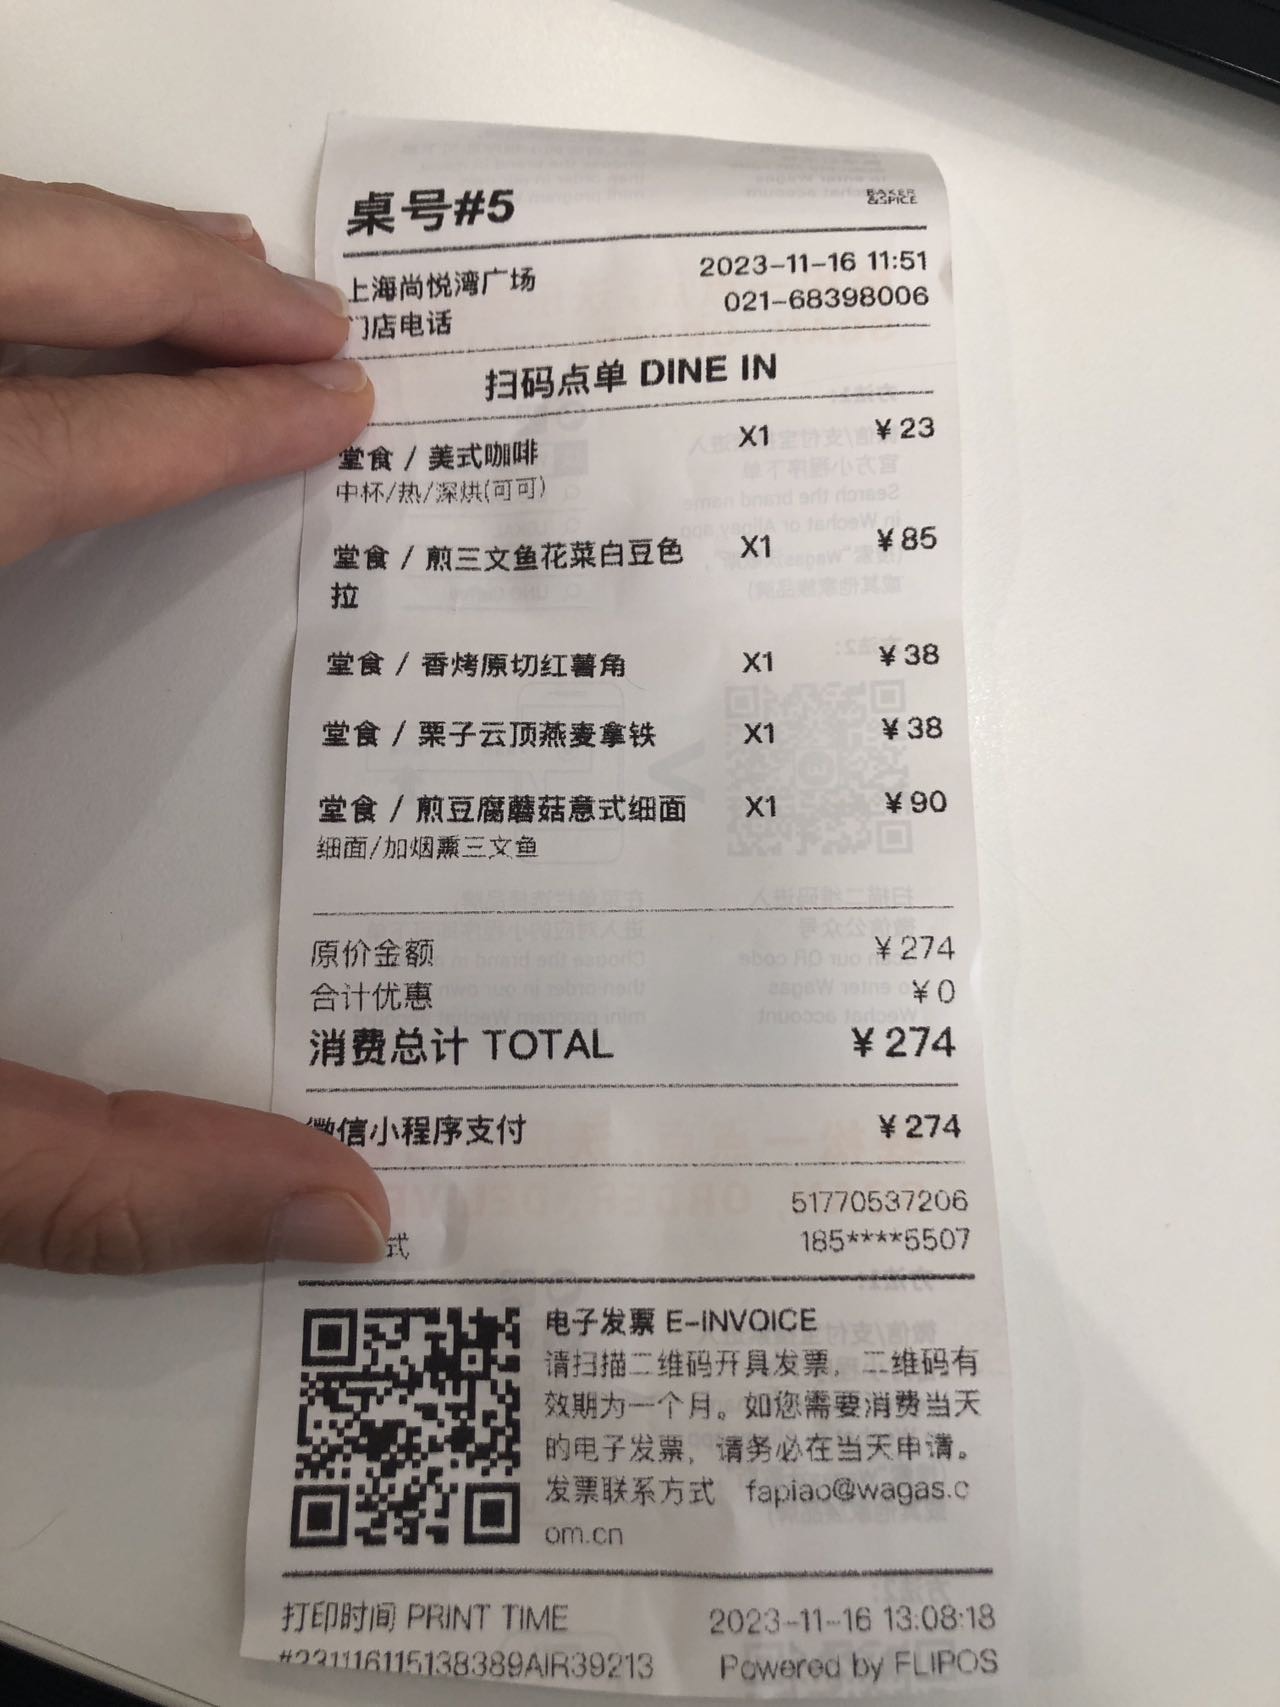 桌号#5
BAKER
&SPICE
上海尚悦湾广场 2023-11-16 11:51
门店电话 021-68398006
扫码点单 DINE IN
堂食 / 美式咖啡 X1 ¥23
中杯/热/深烘(可可)
堂食 / 煎三文鱼花菜白豆色 X1 ¥85
拉
堂食 / 香烤原切红薯角 X1 ¥38
堂食 / 栗子云顶燕麦拿铁 X1 ¥38
堂食 / 煎豆腐蘑菇意式细面 X1 ¥90
细面/加烟熏三文鱼
原价金额 ¥274
合计优惠 ¥0
消费总计 TOTAL ¥274
微信小程序支付 ¥274
51770537206
式 185****5507
电子发票 E-INVOICE
请扫描二维码开具发票，二维码有
效期为一个月。如您需要消费当天
的电子发票，请务必在当天申请。
发票联系方式 fapiao@wagas.c
om.cn
打印时间 PRINT TIME 2023-11-16 13:08:18
#231116115138389AIR39213 Powered by FLIPOS